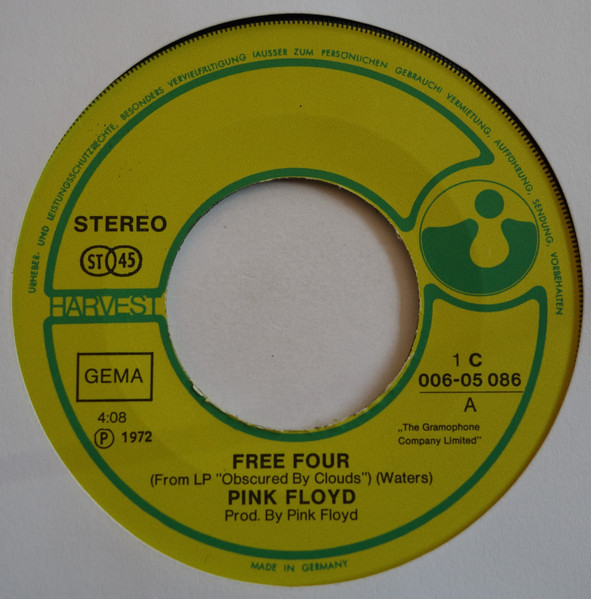 URHEBER- UND LEISTUNGSSCHUTZRECHTE, BESONDERS VERVIELFÄLTIGUNG (AUSSER ZUM PERSÖNLICHEN GEBRAUCH) VERMIETUNG, AUFFÜHRUNG, SENDUNG, VORBEHALTEN
STEREO
ST 45
HARVEST
GEMA
4:08
Ⓟ 1972
1 C
006-05 086
A
„The Gramophone
Company Limited"
FREE FOUR
(From LP "Obscured By Clouds") (Waters)
PINK FLOYD
Prod. By Pink Floyd
MADE IN GERMANY